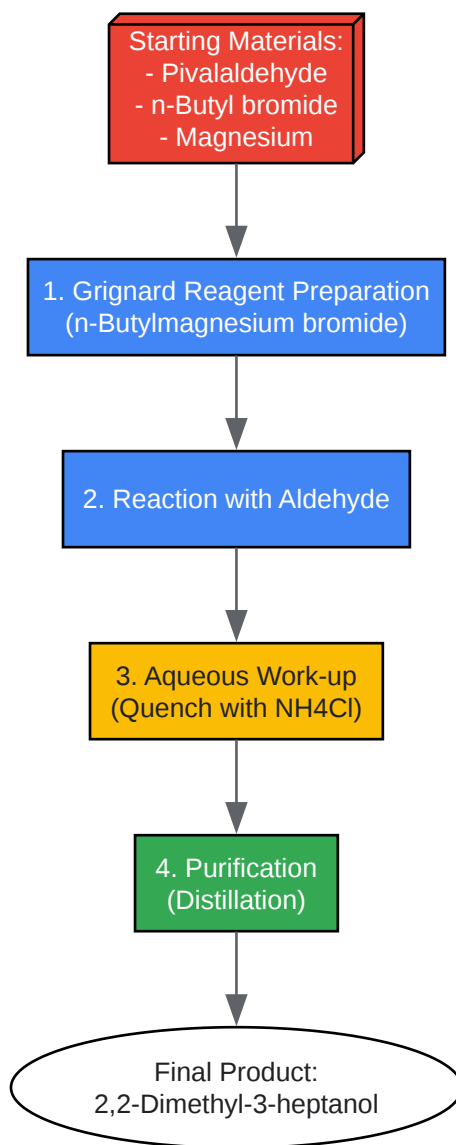 Starting Materials:
- Pivalaldehyde
- n-Butyl bromide
- Magnesium
1. Grignard Reagent Preparation
(n-Butylmagnesium bromide)
2. Reaction with Aldehyde
3. Aqueous Work-up
(Quench with NH4Cl)
4. Purification
(Distillation)
Final Product:
2,2-Dimethyl-3-heptanol